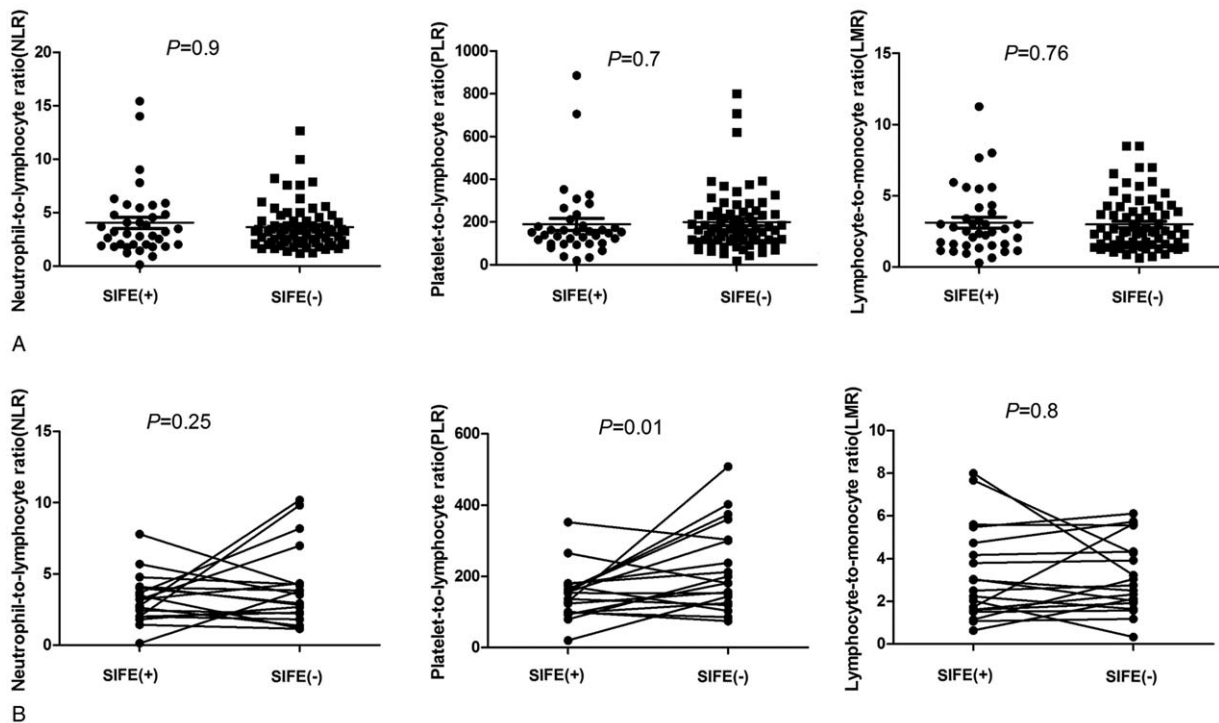 Neutrophil-to-lymphocyte ratio(NLR)
P=0.9
20
15
10
5
0
SIFE(+)
SIFE(-)
Platelet-to-lymphocyte ratio(PLR)
P=0.7
1000
800
600
400
200
0
SIFE(+)
SIFE(-)
Lymphocyte-to-monocyte ratio(LMR)
P=0.76
15
10
5
0
SIFE(+)
SIFE(-)
A
Neutrophil-to-lymphocyte ratio(NLR)
P=0.25
15
10
5
0
SIFE(+)
SIFE(-)
Platelet-to-lymphocyte ratio(PLR)
P=0.01
600
400
200
0
SIFE(+)
SIFE(-)
Lymphocyte-to-monocyte ratio(LMR)
P=0.8
10
8
6
4
2
0
SIFE(+)
SIFE(-)
B